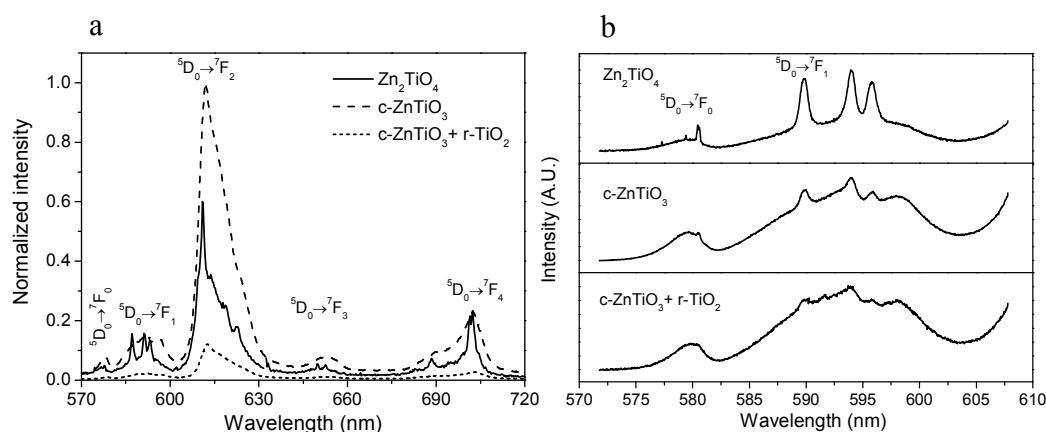 a
Normalized intensity
1.0
0.8
0.6
0.4
0.2
0.0
⁵D₀→⁷F₂
Zn₂TiO₄
c-ZnTiO₃
c-ZnTiO₃+ r-TiO₂
⁵D₀→⁷F₀
⁵D₀→⁷F₁
⁵D₀→⁷F₃
⁵D₀→⁷F₄
570 600 630 660 690 720
Wavelength (nm)
b
Intensity (A.U.)
Zn₂TiO₄
⁵D₀→⁷F₀
⁵D₀→⁷F₁
c-ZnTiO₃
c-ZnTiO₃+ r-TiO₂
570 575 580 585 590 595 600 605 610
Wavelength (nm)